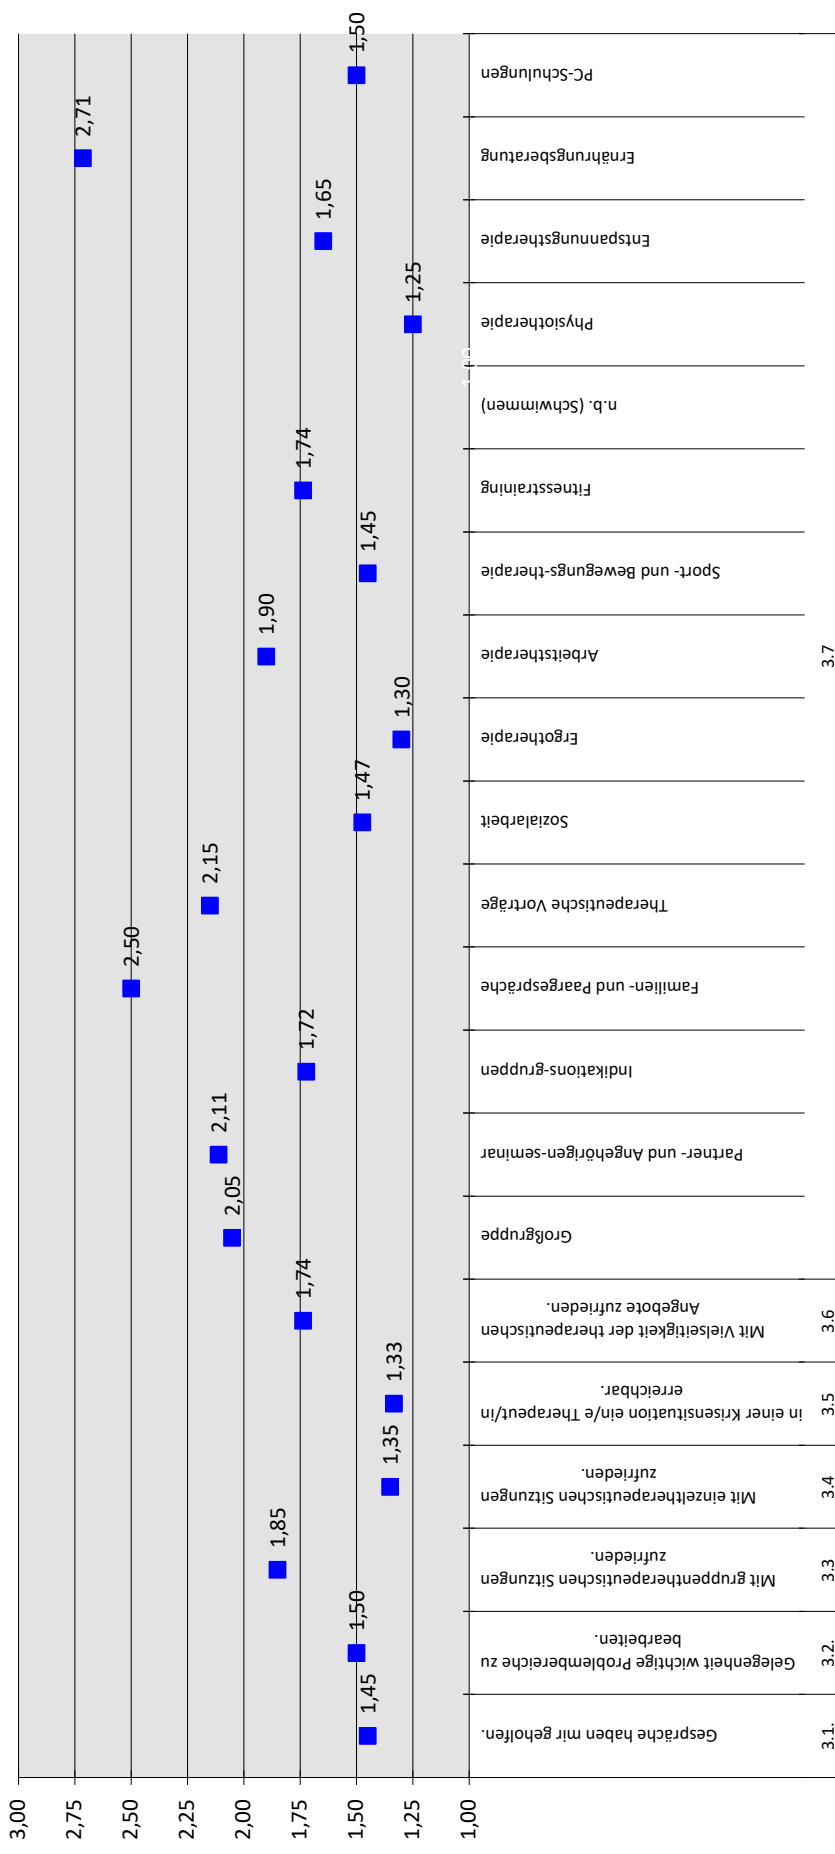 3,00
2,75
2,50
2,25
2,00
1,75
1,50
1,25
1,00
1,45
1,50
1,85
1,35
1,33
1,74
2,05
2,11
1,72
2,50
2,15
1,47
1,30
1,90
1,45
1,74
1,00
1,25
1,65
2,71
1,50
Gespräche haben mir geholfen.
Gelegenheit wichtige Problembereiche zu
bearbeiten.
Mit gruppentherapeutischen Sitzungen
zufrieden.
Mit einzeltherapeutischen Sitzungen
zufrieden.
in einer Krisensituation ein/e Therapeut/in
erreichbar.
Mit Vielseitigkeit der therapeutischen
Angebote zufrieden.
Großgruppe
Partner- und Angehörigen-seminar
Indikations-gruppen
Familien- und Paargespräche
Therapeutische Vorträge
Sozialarbeit
Ergotherapie
Arbeitstherapie
Sport- und Bewegungs-therapie
Fitnesstraining
n.b. (Schwimmen)
Physiotherapie
Entspannungstherapie
Ernährungsberatung
PC-Schulungen
3.1.
3.2.
3.3
3.4
3.5
3.6
3.7